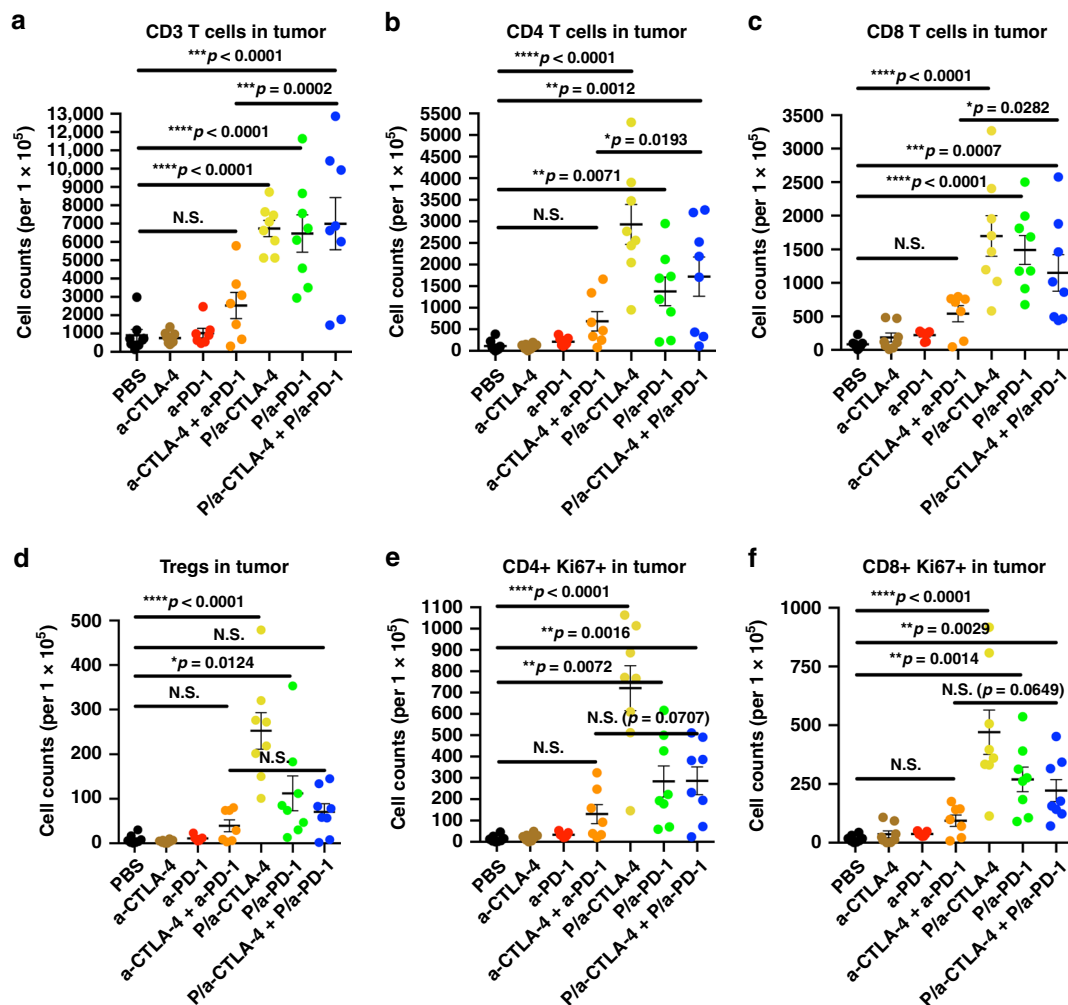 a
CD3 T cells in tumor
***p < 0.0001
***p = 0.0002
****p < 0.0001
****p < 0.0001
N.S.
Cell counts (per 1 × 10⁵)
13,000
12,000
11,000
10,000
9000
8000
7000
6000
5000
4000
3000
2000
1000
0
PBS
a-CTLA-4
a-PD-1
a-CTLA-4 + a-PD-1
P/a-CTLA-4
P/a-PD-1
P/a-CTLA-4 + P/a-PD-1
b
CD4 T cells in tumor
****p < 0.0001
**p = 0.0012
*p = 0.0193
**p = 0.0071
N.S.
Cell counts (per 1 × 10⁵)
5500
5000
4500
4000
3500
3000
2500
2000
1500
1000
500
0
PBS
a-CTLA-4
a-PD-1
a-CTLA-4 + a-PD-1
P/a-CTLA-4
P/a-PD-1
P/a-CTLA-4 + P/a-PD-1
c
CD8 T cells in tumor
****p < 0.0001
*p = 0.0282
***p = 0.0007
****p < 0.0001
N.S.
Cell counts (per 1 × 10⁵)
3500
3000
2500
2000
1500
1000
500
0
PBS
a-CTLA-4
a-PD-1
a-CTLA-4 + a-PD-1
P/a-CTLA-4
P/a-PD-1
P/a-CTLA-4 + P/a-PD-1
d
Tregs in tumor
****p < 0.0001
N.S.
*p = 0.0124
N.S.
N.S.
Cell counts (per 1 × 10⁵)
500
400
300
200
100
0
PBS
a-CTLA-4
a-PD-1
a-CTLA-4 + a-PD-1
P/a-CTLA-4
P/a-PD-1
P/a-CTLA-4 + P/a-PD-1
e
CD4+ Ki67+ in tumor
****p < 0.0001
**p = 0.0016
**p = 0.0072
N.S. (p = 0.0707)
N.S.
Cell counts (per 1 × 10⁵)
1100
1000
900
800
700
600
500
400
300
200
100
0
PBS
a-CTLA-4
a-PD-1
a-CTLA-4 + a-PD-1
P/a-CTLA-4
P/a-PD-1
P/a-CTLA-4 + P/a-PD-1
f
CD8+ Ki67+ in tumor
****p < 0.0001
**p = 0.0029
**p = 0.0014
N.S. (p = 0.0649)
N.S.
Cell counts (per 1 × 10⁵)
1000
750
500
250
0
PBS
a-CTLA-4
a-PD-1
a-CTLA-4 + a-PD-1
P/a-CTLA-4
P/a-PD-1
P/a-CTLA-4 + P/a-PD-1